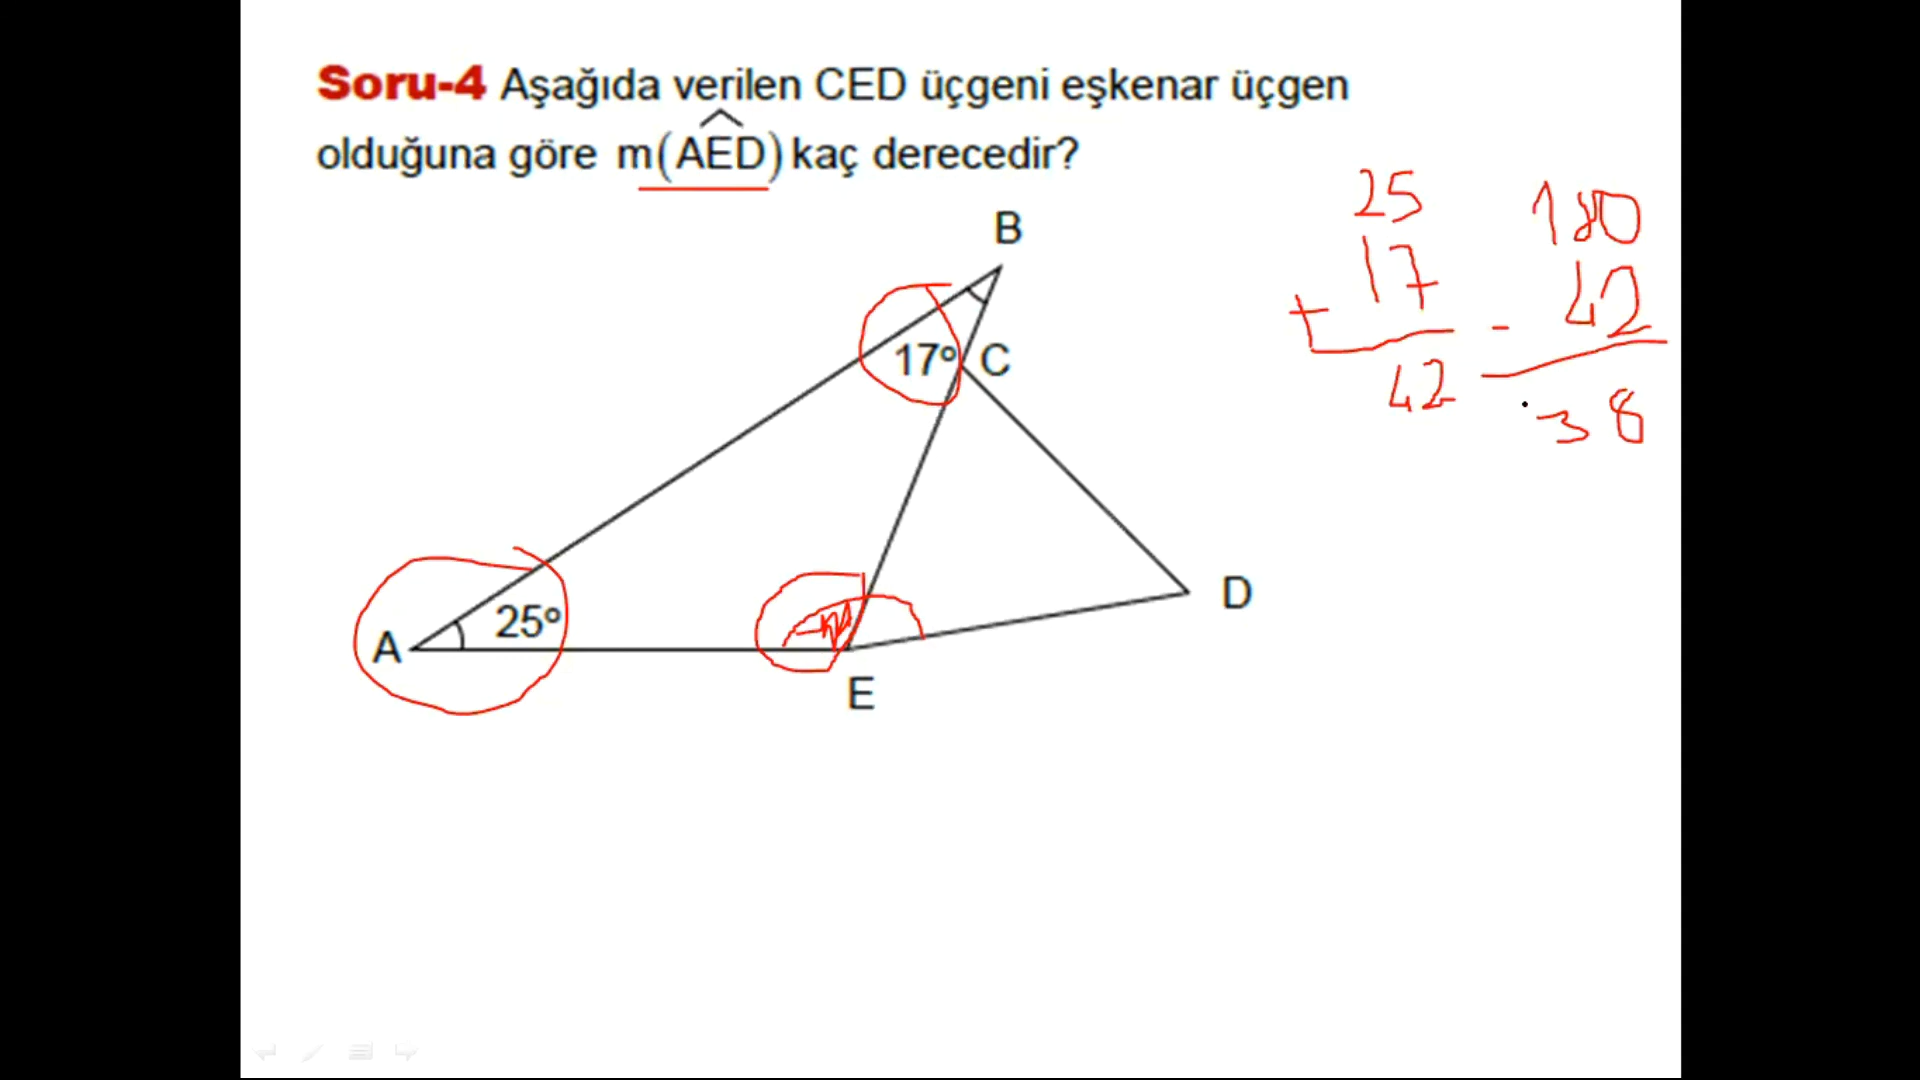 Soru-4 Aşağıda verilen CED üçgeni eşkenar üçgen
olduğuna göre m(AED) kaç derecedir?
B
17°
C
25°
A
D
E
25
+ 17
42
180
- 42
38